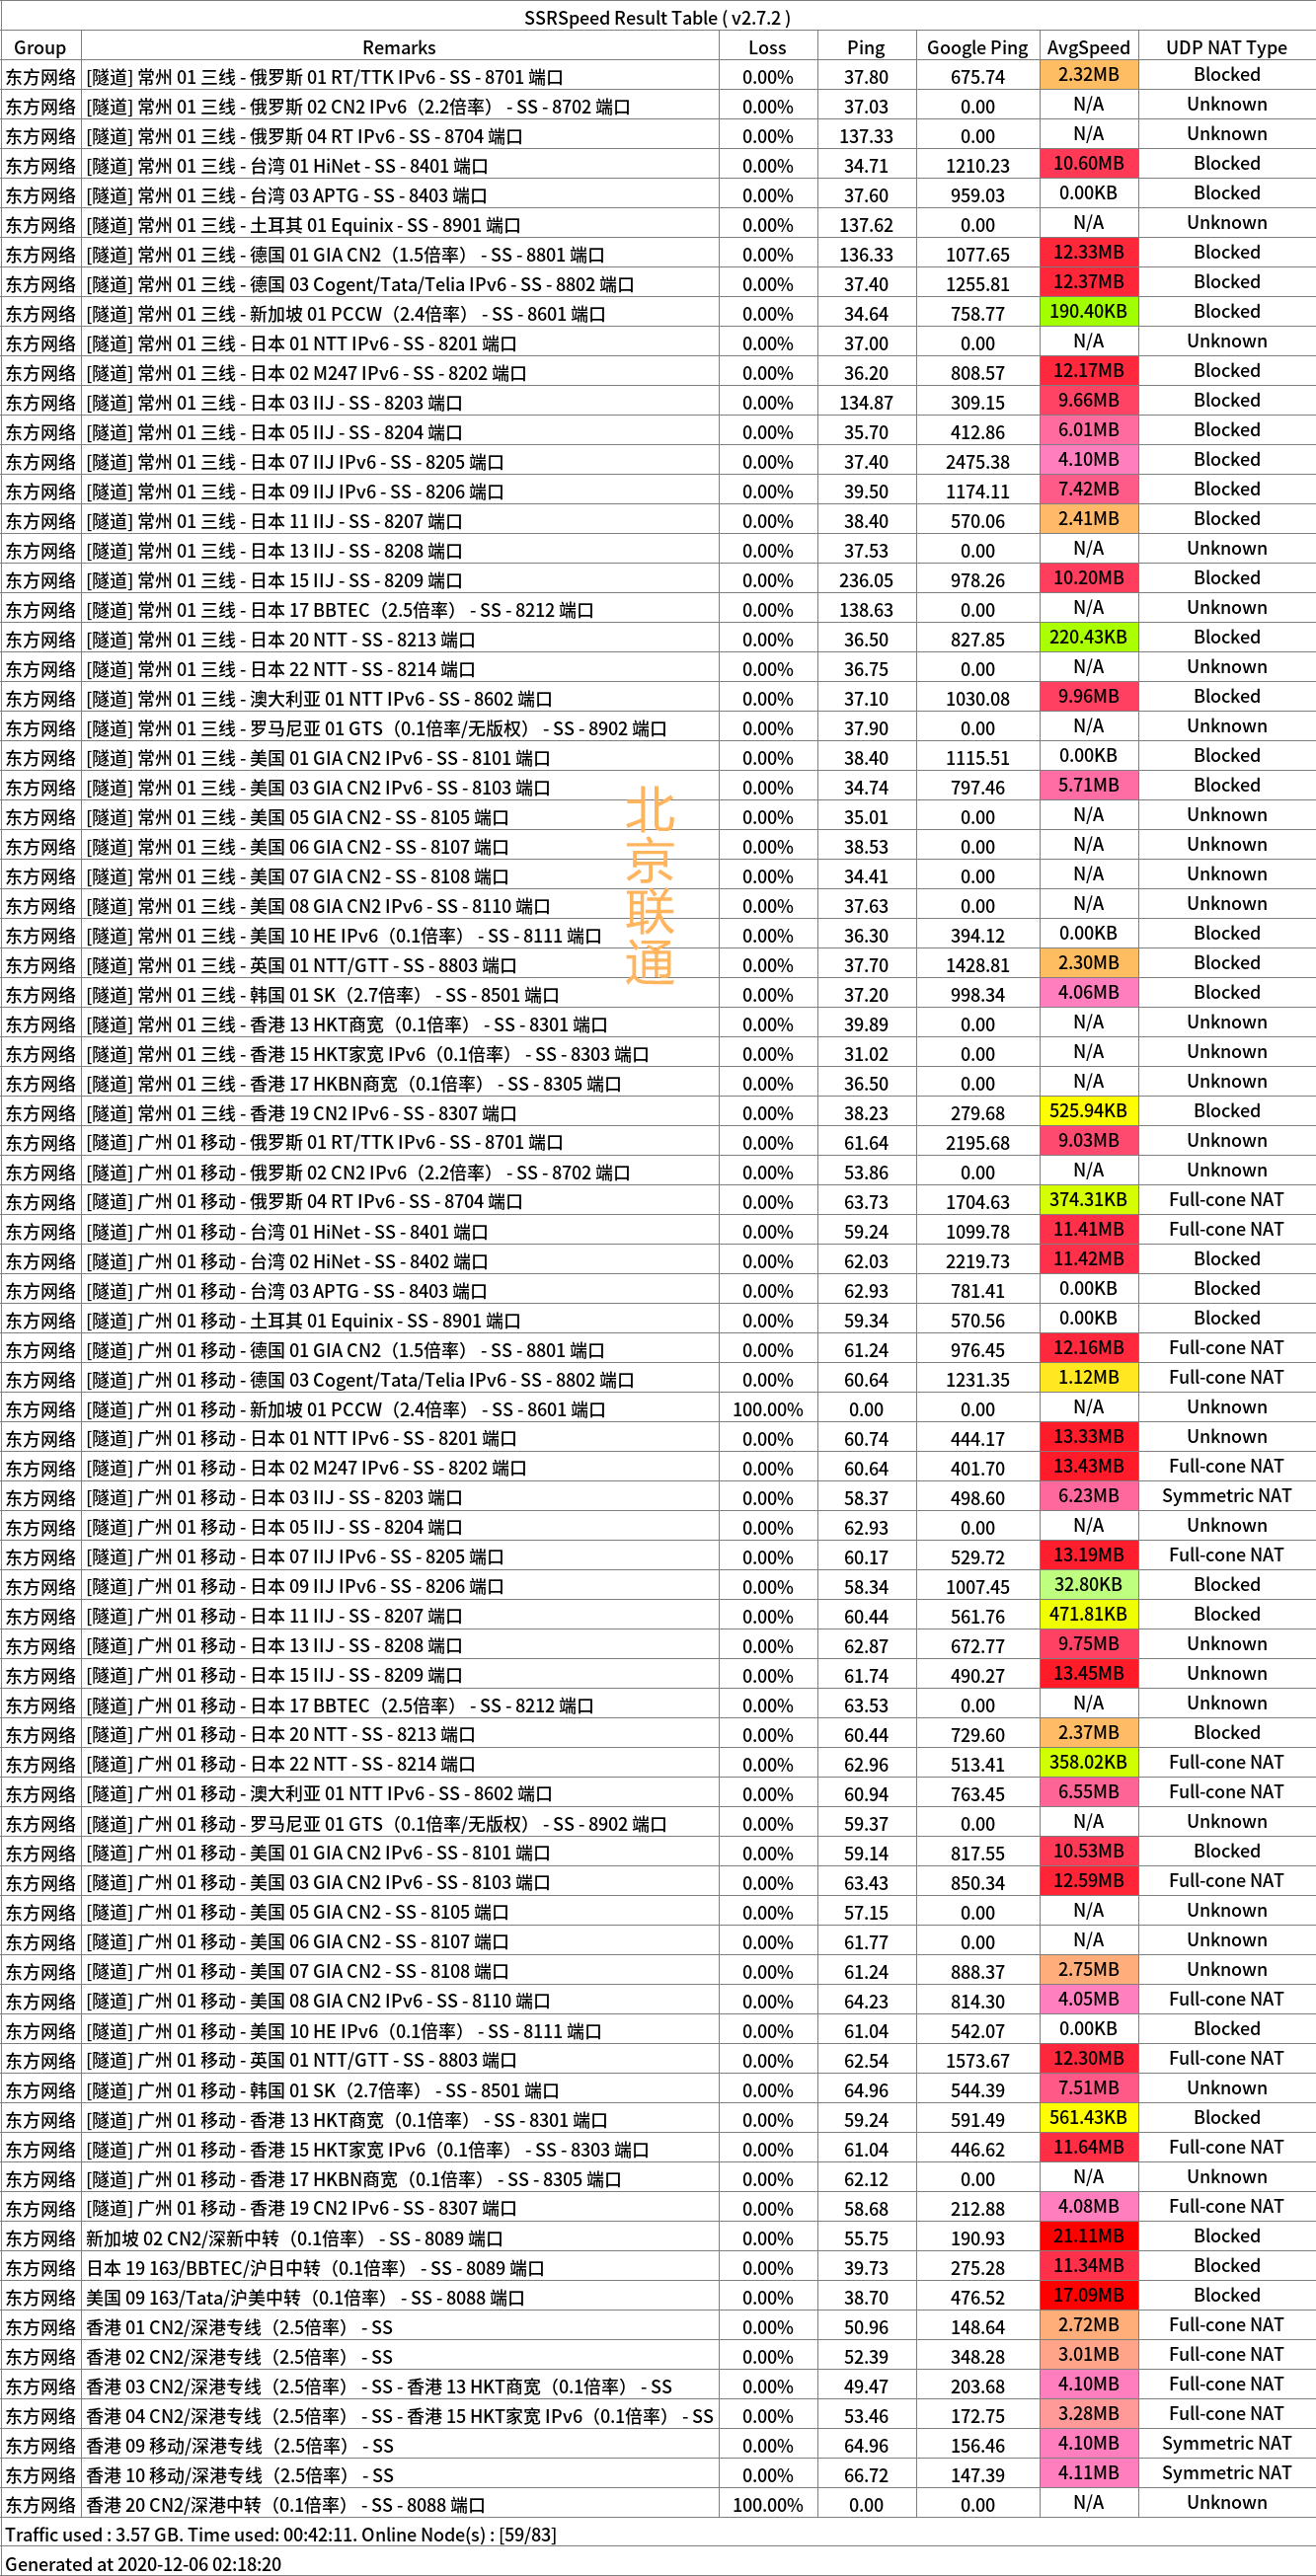 SSRSpeed Result Table ( v2.7.2 )
Group Remarks Loss Ping Google Ping AvgSpeed UDP NAT Type
东方网络 [隧道] 常州 01 三线 - 俄罗斯 01 RT/TTK IPv6 - SS - 8701 端口 0.00% 37.80 675.74 2.32MB Blocked
东方网络 [隧道] 常州 01 三线 - 俄罗斯 02 CN2 IPv6（2.2倍率） - SS - 8702 端口 0.00% 37.03 0.00 N/A Unknown
东方网络 [隧道] 常州 01 三线 - 俄罗斯 04 RT IPv6 - SS - 8704 端口 0.00% 137.33 0.00 N/A Unknown
东方网络 [隧道] 常州 01 三线 - 台湾 01 HiNet - SS - 8401 端口 0.00% 34.71 1210.23 10.60MB Blocked
东方网络 [隧道] 常州 01 三线 - 台湾 03 APTG - SS - 8403 端口 0.00% 37.60 959.03 0.00KB Blocked
东方网络 [隧道] 常州 01 三线 - 土耳其 01 Equinix - SS - 8901 端口 0.00% 137.62 0.00 N/A Unknown
东方网络 [隧道] 常州 01 三线 - 德国 01 GIA CN2（1.5倍率） - SS - 8801 端口 0.00% 136.33 1077.65 12.33MB Blocked
东方网络 [隧道] 常州 01 三线 - 德国 03 Cogent/Tata/Telia IPv6 - SS - 8802 端口 0.00% 37.40 1255.81 12.37MB Blocked
东方网络 [隧道] 常州 01 三线 - 新加坡 01 PCCW（2.4倍率） - SS - 8601 端口 0.00% 34.64 758.77 190.40KB Blocked
东方网络 [隧道] 常州 01 三线 - 日本 01 NTT IPv6 - SS - 8201 端口 0.00% 37.00 0.00 N/A Unknown
东方网络 [隧道] 常州 01 三线 - 日本 02 M247 IPv6 - SS - 8202 端口 0.00% 36.20 808.57 12.17MB Blocked
东方网络 [隧道] 常州 01 三线 - 日本 03 IIJ - SS - 8203 端口 0.00% 134.87 309.15 9.66MB Blocked
东方网络 [隧道] 常州 01 三线 - 日本 05 IIJ - SS - 8204 端口 0.00% 35.70 412.86 6.01MB Blocked
东方网络 [隧道] 常州 01 三线 - 日本 07 IIJ IPv6 - SS - 8205 端口 0.00% 37.40 2475.38 4.10MB Blocked
东方网络 [隧道] 常州 01 三线 - 日本 09 IIJ IPv6 - SS - 8206 端口 0.00% 39.50 1174.11 7.42MB Blocked
东方网络 [隧道] 常州 01 三线 - 日本 11 IIJ - SS - 8207 端口 0.00% 38.40 570.06 2.41MB Blocked
东方网络 [隧道] 常州 01 三线 - 日本 13 IIJ - SS - 8208 端口 0.00% 37.53 0.00 N/A Unknown
东方网络 [隧道] 常州 01 三线 - 日本 15 IIJ - SS - 8209 端口 0.00% 236.05 978.26 10.20MB Blocked
东方网络 [隧道] 常州 01 三线 - 日本 17 BBTEC（2.5倍率） - SS - 8212 端口 0.00% 138.63 0.00 N/A Unknown
东方网络 [隧道] 常州 01 三线 - 日本 20 NTT - SS - 8213 端口 0.00% 36.50 827.85 220.43KB Blocked
东方网络 [隧道] 常州 01 三线 - 日本 22 NTT - SS - 8214 端口 0.00% 36.75 0.00 N/A Unknown
东方网络 [隧道] 常州 01 三线 - 澳大利亚 01 NTT IPv6 - SS - 8602 端口 0.00% 37.10 1030.08 9.96MB Blocked
东方网络 [隧道] 常州 01 三线 - 罗马尼亚 01 GTS（0.1倍率/无版权） - SS - 8902 端口 0.00% 37.90 0.00 N/A Unknown
东方网络 [隧道] 常州 01 三线 - 美国 01 GIA CN2 IPv6 - SS - 8101 端口 0.00% 38.40 1115.51 0.00KB Blocked
东方网络 [隧道] 常州 01 三线 - 美国 03 GIA CN2 IPv6 - SS - 8103 端口 0.00% 34.74 797.46 5.71MB Blocked
东方网络 [隧道] 常州 01 三线 - 美国 05 GIA CN2 - SS - 8105 端口 0.00% 35.01 0.00 N/A Unknown
东方网络 [隧道] 常州 01 三线 - 美国 06 GIA CN2 - SS - 8107 端口 0.00% 38.53 0.00 N/A Unknown
东方网络 [隧道] 常州 01 三线 - 美国 07 GIA CN2 - SS - 8108 端口 0.00% 34.41 0.00 N/A Unknown
东方网络 [隧道] 常州 01 三线 - 美国 08 GIA CN2 IPv6 - SS - 8110 端口 0.00% 37.63 0.00 N/A Unknown
东方网络 [隧道] 常州 01 三线 - 美国 10 HE IPv6（0.1倍率） - SS - 8111 端口 0.00% 36.30 394.12 0.00KB Blocked
东方网络 [隧道] 常州 01 三线 - 英国 01 NTT/GTT - SS - 8803 端口 0.00% 37.70 1428.81 2.30MB Blocked
东方网络 [隧道] 常州 01 三线 - 韩国 01 SK（2.7倍率） - SS - 8501 端口 0.00% 37.20 998.34 4.06MB Blocked
东方网络 [隧道] 常州 01 三线 - 香港 13 HKT商宽（0.1倍率） - SS - 8301 端口 0.00% 39.89 0.00 N/A Unknown
东方网络 [隧道] 常州 01 三线 - 香港 15 HKT家宽 IPv6（0.1倍率） - SS - 8303 端口 0.00% 31.02 0.00 N/A Unknown
东方网络 [隧道] 常州 01 三线 - 香港 17 HKBN商宽（0.1倍率） - SS - 8305 端口 0.00% 36.50 0.00 N/A Unknown
东方网络 [隧道] 常州 01 三线 - 香港 19 CN2 IPv6 - SS - 8307 端口 0.00% 38.23 279.68 525.94KB Blocked
东方网络 [隧道] 广州 01 移动 - 俄罗斯 01 RT/TTK IPv6 - SS - 8701 端口 0.00% 61.64 2195.68 9.03MB Unknown
东方网络 [隧道] 广州 01 移动 - 俄罗斯 02 CN2 IPv6（2.2倍率） - SS - 8702 端口 0.00% 53.86 0.00 N/A Unknown
东方网络 [隧道] 广州 01 移动 - 俄罗斯 04 RT IPv6 - SS - 8704 端口 0.00% 63.73 1704.63 374.31KB Full-cone NAT
东方网络 [隧道] 广州 01 移动 - 台湾 01 HiNet - SS - 8401 端口 0.00% 59.24 1099.78 11.41MB Full-cone NAT
东方网络 [隧道] 广州 01 移动 - 台湾 02 HiNet - SS - 8402 端口 0.00% 62.03 2219.73 11.42MB Blocked
东方网络 [隧道] 广州 01 移动 - 台湾 03 APTG - SS - 8403 端口 0.00% 62.93 781.41 0.00KB Blocked
东方网络 [隧道] 广州 01 移动 - 土耳其 01 Equinix - SS - 8901 端口 0.00% 59.34 570.56 0.00KB Blocked
东方网络 [隧道] 广州 01 移动 - 德国 01 GIA CN2（1.5倍率） - SS - 8801 端口 0.00% 61.24 976.45 12.16MB Full-cone NAT
东方网络 [隧道] 广州 01 移动 - 德国 03 Cogent/Tata/Telia IPv6 - SS - 8802 端口 0.00% 60.64 1231.35 1.12MB Full-cone NAT
东方网络 [隧道] 广州 01 移动 - 新加坡 01 PCCW（2.4倍率） - SS - 8601 端口 100.00% 0.00 0.00 N/A Unknown
东方网络 [隧道] 广州 01 移动 - 日本 01 NTT IPv6 - SS - 8201 端口 0.00% 60.74 444.17 13.33MB Unknown
东方网络 [隧道] 广州 01 移动 - 日本 02 M247 IPv6 - SS - 8202 端口 0.00% 60.64 401.70 13.43MB Full-cone NAT
东方网络 [隧道] 广州 01 移动 - 日本 03 IIJ - SS - 8203 端口 0.00% 58.37 498.60 6.23MB Symmetric NAT
东方网络 [隧道] 广州 01 移动 - 日本 05 IIJ - SS - 8204 端口 0.00% 62.93 0.00 N/A Unknown
东方网络 [隧道] 广州 01 移动 - 日本 07 IIJ IPv6 - SS - 8205 端口 0.00% 60.17 529.72 13.19MB Full-cone NAT
东方网络 [隧道] 广州 01 移动 - 日本 09 IIJ IPv6 - SS - 8206 端口 0.00% 58.34 1007.45 32.80KB Blocked
东方网络 [隧道] 广州 01 移动 - 日本 11 IIJ - SS - 8207 端口 0.00% 60.44 561.76 471.81KB Blocked
东方网络 [隧道] 广州 01 移动 - 日本 13 IIJ - SS - 8208 端口 0.00% 62.87 672.77 9.75MB Unknown
东方网络 [隧道] 广州 01 移动 - 日本 15 IIJ - SS - 8209 端口 0.00% 61.74 490.27 13.45MB Unknown
东方网络 [隧道] 广州 01 移动 - 日本 17 BBTEC（2.5倍率） - SS - 8212 端口 0.00% 63.53 0.00 N/A Unknown
东方网络 [隧道] 广州 01 移动 - 日本 20 NTT - SS - 8213 端口 0.00% 60.44 729.60 2.37MB Blocked
东方网络 [隧道] 广州 01 移动 - 日本 22 NTT - SS - 8214 端口 0.00% 62.96 513.41 358.02KB Full-cone NAT
东方网络 [隧道] 广州 01 移动 - 澳大利亚 01 NTT IPv6 - SS - 8602 端口 0.00% 60.94 763.45 6.55MB Full-cone NAT
东方网络 [隧道] 广州 01 移动 - 罗马尼亚 01 GTS（0.1倍率/无版权） - SS - 8902 端口 0.00% 59.37 0.00 N/A Unknown
东方网络 [隧道] 广州 01 移动 - 美国 01 GIA CN2 IPv6 - SS - 8101 端口 0.00% 59.14 817.55 10.53MB Blocked
东方网络 [隧道] 广州 01 移动 - 美国 03 GIA CN2 IPv6 - SS - 8103 端口 0.00% 63.43 850.34 12.59MB Full-cone NAT
东方网络 [隧道] 广州 01 移动 - 美国 05 GIA CN2 - SS - 8105 端口 0.00% 57.15 0.00 N/A Unknown
东方网络 [隧道] 广州 01 移动 - 美国 06 GIA CN2 - SS - 8107 端口 0.00% 61.77 0.00 N/A Unknown
东方网络 [隧道] 广州 01 移动 - 美国 07 GIA CN2 - SS - 8108 端口 0.00% 61.24 888.37 2.75MB Unknown
东方网络 [隧道] 广州 01 移动 - 美国 08 GIA CN2 IPv6 - SS - 8110 端口 0.00% 64.23 814.30 4.05MB Full-cone NAT
东方网络 [隧道] 广州 01 移动 - 美国 10 HE IPv6（0.1倍率） - SS - 8111 端口 0.00% 61.04 542.07 0.00KB Blocked
东方网络 [隧道] 广州 01 移动 - 英国 01 NTT/GTT - SS - 8803 端口 0.00% 62.54 1573.67 12.30MB Full-cone NAT
东方网络 [隧道] 广州 01 移动 - 韩国 01 SK（2.7倍率） - SS - 8501 端口 0.00% 64.96 544.39 7.51MB Unknown
东方网络 [隧道] 广州 01 移动 - 香港 13 HKT商宽（0.1倍率） - SS - 8301 端口 0.00% 59.24 591.49 561.43KB Blocked
东方网络 [隧道] 广州 01 移动 - 香港 15 HKT家宽 IPv6（0.1倍率） - SS - 8303 端口 0.00% 61.04 446.62 11.64MB Full-cone NAT
东方网络 [隧道] 广州 01 移动 - 香港 17 HKBN商宽（0.1倍率） - SS - 8305 端口 0.00% 62.12 0.00 N/A Unknown
东方网络 [隧道] 广州 01 移动 - 香港 19 CN2 IPv6 - SS - 8307 端口 0.00% 58.68 212.88 4.08MB Full-cone NAT
东方网络 新加坡 02 CN2/深新中转（0.1倍率） - SS - 8089 端口 0.00% 55.75 190.93 21.11MB Blocked
东方网络 日本 19 163/BBTEC/沪日中转（0.1倍率） - SS - 8089 端口 0.00% 39.73 275.28 11.34MB Blocked
东方网络 美国 09 163/Tata/沪美中转（0.1倍率） - SS - 8088 端口 0.00% 38.70 476.52 17.09MB Blocked
东方网络 香港 01 CN2/深港专线（2.5倍率） - SS 0.00% 50.96 148.64 2.72MB Full-cone NAT
东方网络 香港 02 CN2/深港专线（2.5倍率） - SS 0.00% 52.39 348.28 3.01MB Full-cone NAT
东方网络 香港 03 CN2/深港专线（2.5倍率） - SS - 香港 13 HKT商宽（0.1倍率） - SS 0.00% 49.47 203.68 4.10MB Full-cone NAT
东方网络 香港 04 CN2/深港专线（2.5倍率） - SS - 香港 15 HKT家宽 IPv6（0.1倍率） - SS 0.00% 53.46 172.75 3.28MB Full-cone NAT
东方网络 香港 09 移动/深港专线（2.5倍率） - SS 0.00% 64.96 156.46 4.10MB Symmetric NAT
东方网络 香港 10 移动/深港专线（2.5倍率） - SS 0.00% 66.72 147.39 4.11MB Symmetric NAT
东方网络 香港 20 CN2/深港中转（0.1倍率） - SS - 8088 端口 100.00% 0.00 0.00 N/A Unknown
Traffic used : 3.57 GB. Time used: 00:42:11. Online Node(s) : [59/83]
Generated at 2020-12-06 02:18:20
北京联通